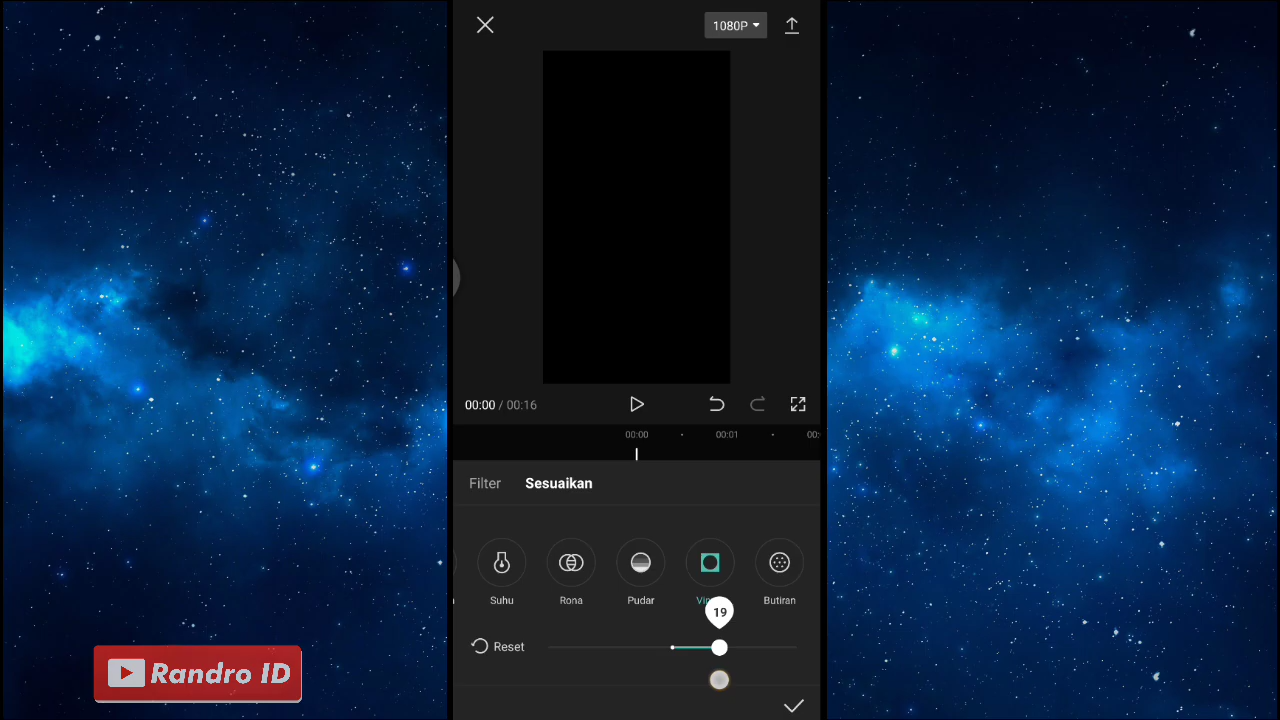 1080P
00:00 / 00:16
00:00
00:01
00:
Filter
Sesuaikan
Suhu
Rona
Pudar
Butiran
19
Reset
Randro ID